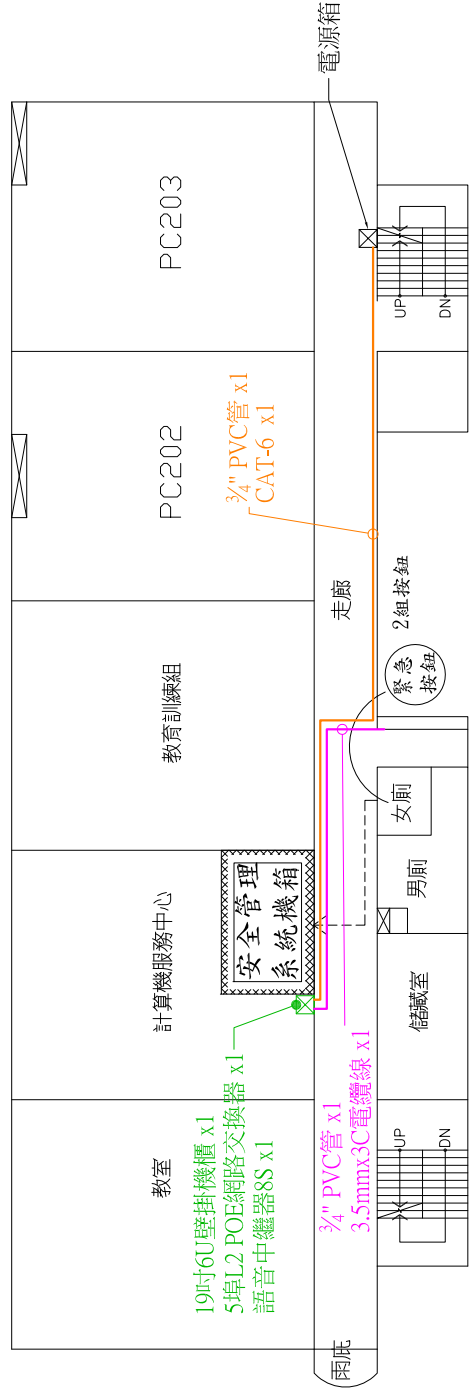 教室
計算機服務中心
教育訓練組
PC202
PC203
安全管理
系統機箱
19吋6U壁掛機櫃 x1
5埠L2 POE網路交換器 x1
語音中繼器8S x1
¾" PVC管 x1
CAT-6 x1
電源箱
走廊
雨庇
¾" PVC管 x1
3.5mmx3C電纜線 x1
緊急
按鈕
2組按鈕
UP
DN
儲藏室
男廁
女廁
UP
DN